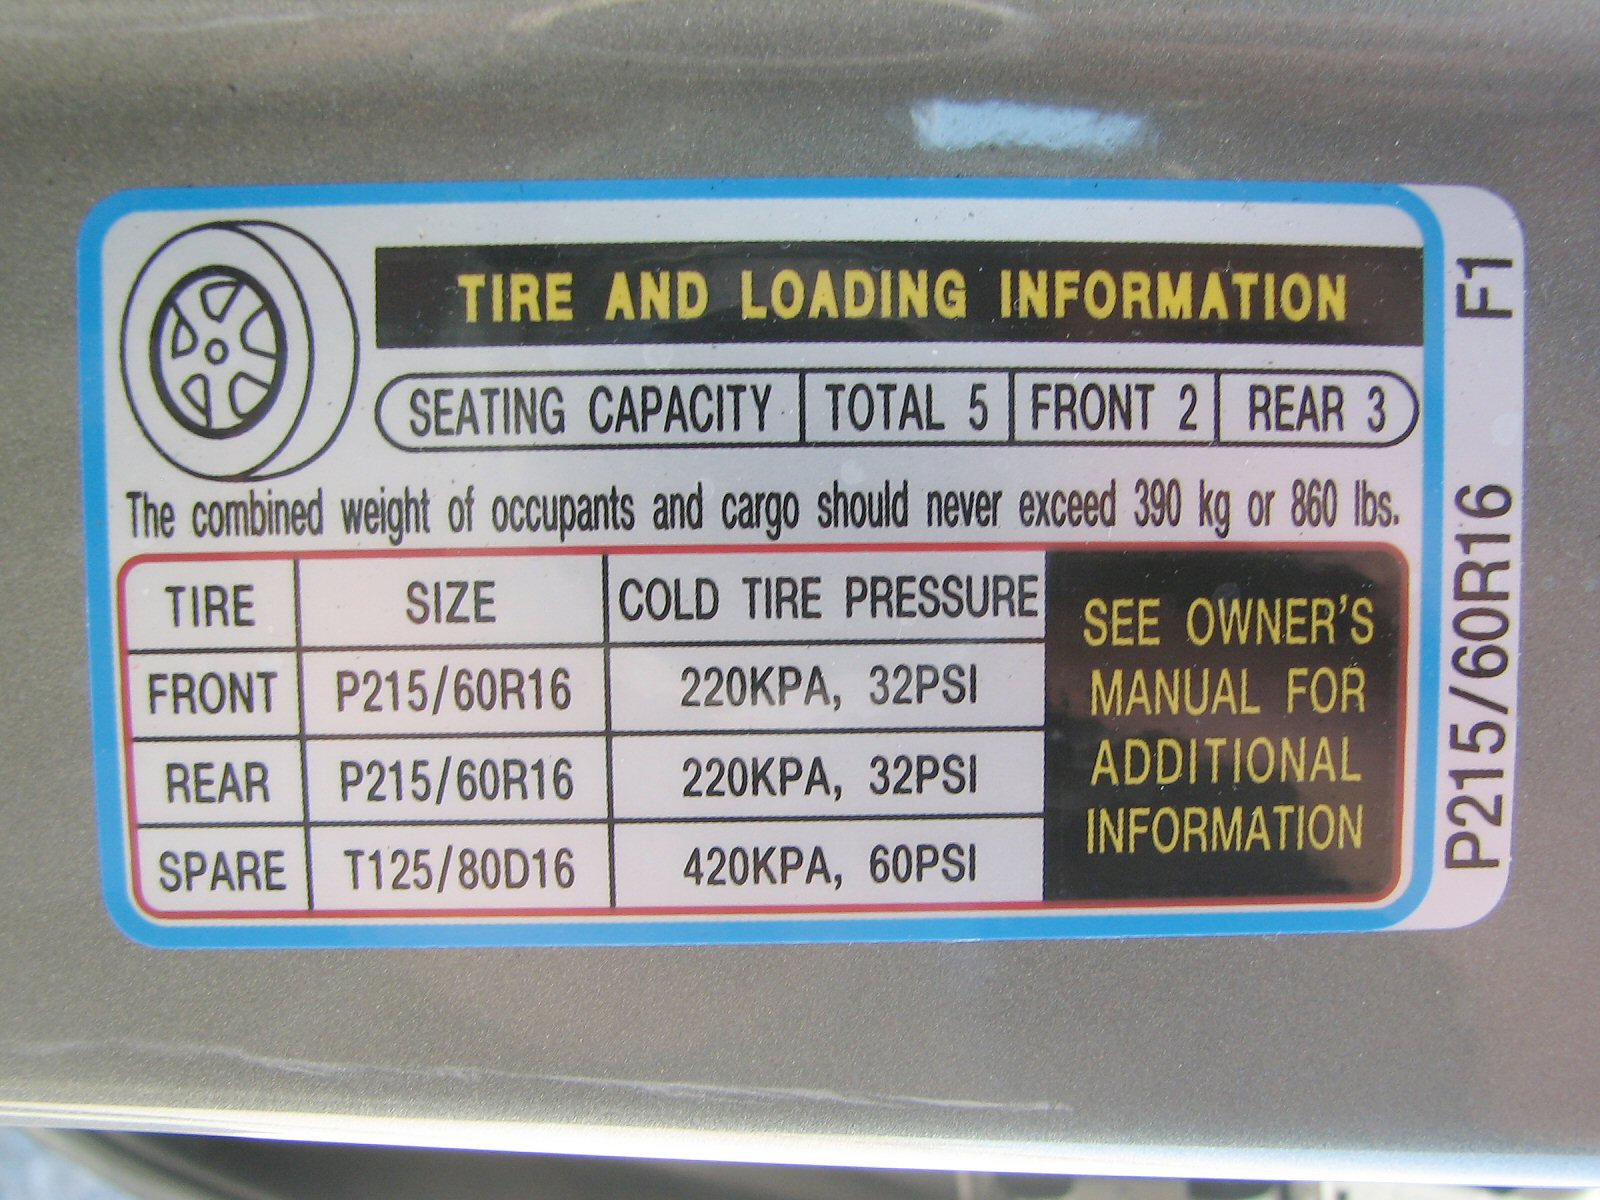 TIRE AND LOADING INFORMATION
SEATING CAPACITY TOTAL 5 FRONT 2 REAR 3
The combined weight of occupants and cargo should never exceed 390 kg or 860 lbs.
TIRE SIZE COLD TIRE PRESSURE
FRONT P215/60R16 220KPA, 32PSI
REAR P215/60R16 220KPA, 32PSI
SPARE T125/80D16 420KPA, 60PSI
SEE OWNER'S
MANUAL FOR
ADDITIONAL
INFORMATION
P215/60R16 F1